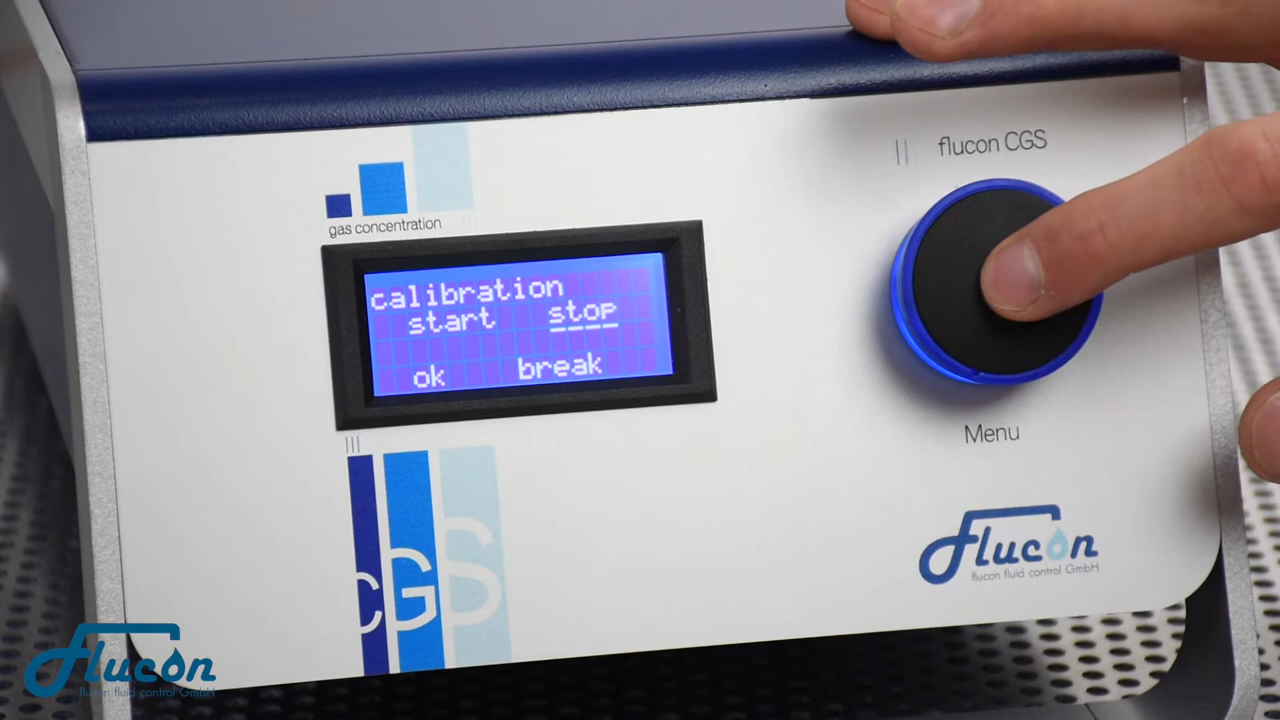 flucon CGS
gas concentration
calibration
start stop
ok break
Menu
CGS
Flucon
flucon fluid control GmbH
Flucon
flucon fluid control GmbH